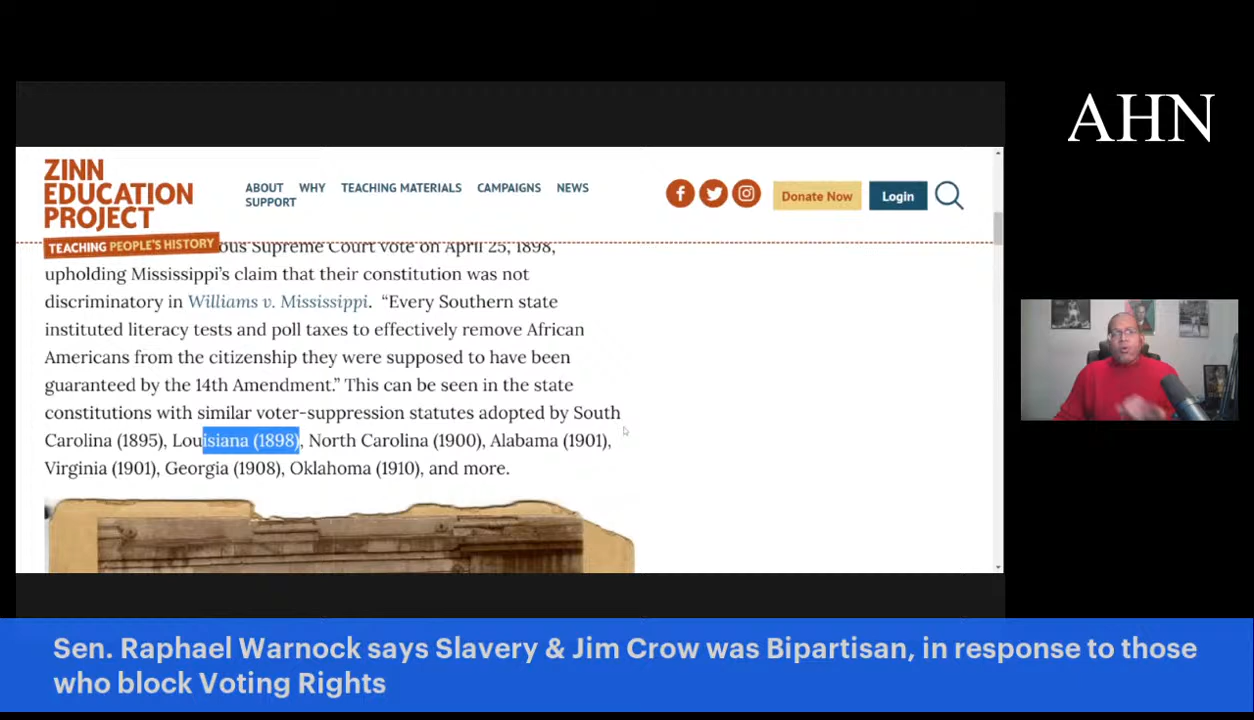 AHN
ZINN
EDUCATION
PROJECT
TEACHING PEOPLE'S HISTORY
ABOUT WHY TEACHING MATERIALS CAMPAIGNS NEWS
SUPPORT
Donate Now
Login
Supreme Court vote on April 25, 1898,
upholding Mississippi’s claim that their constitution was not
discriminatory in Williams v. Mississippi. “Every Southern state
instituted literacy tests and poll taxes to effectively remove African
Americans from the citizenship they were supposed to have been
guaranteed by the 14th Amendment.” This can be seen in the state
constitutions with similar voter-suppression statutes adopted by South
Carolina (1895), Louisiana (1898), North Carolina (1900), Alabama (1901),
Virginia (1901), Georgia (1908), Oklahoma (1910), and more.
Sen. Raphael Warnock says Slavery & Jim Crow was Bipartisan, in response to those
who block Voting Rights